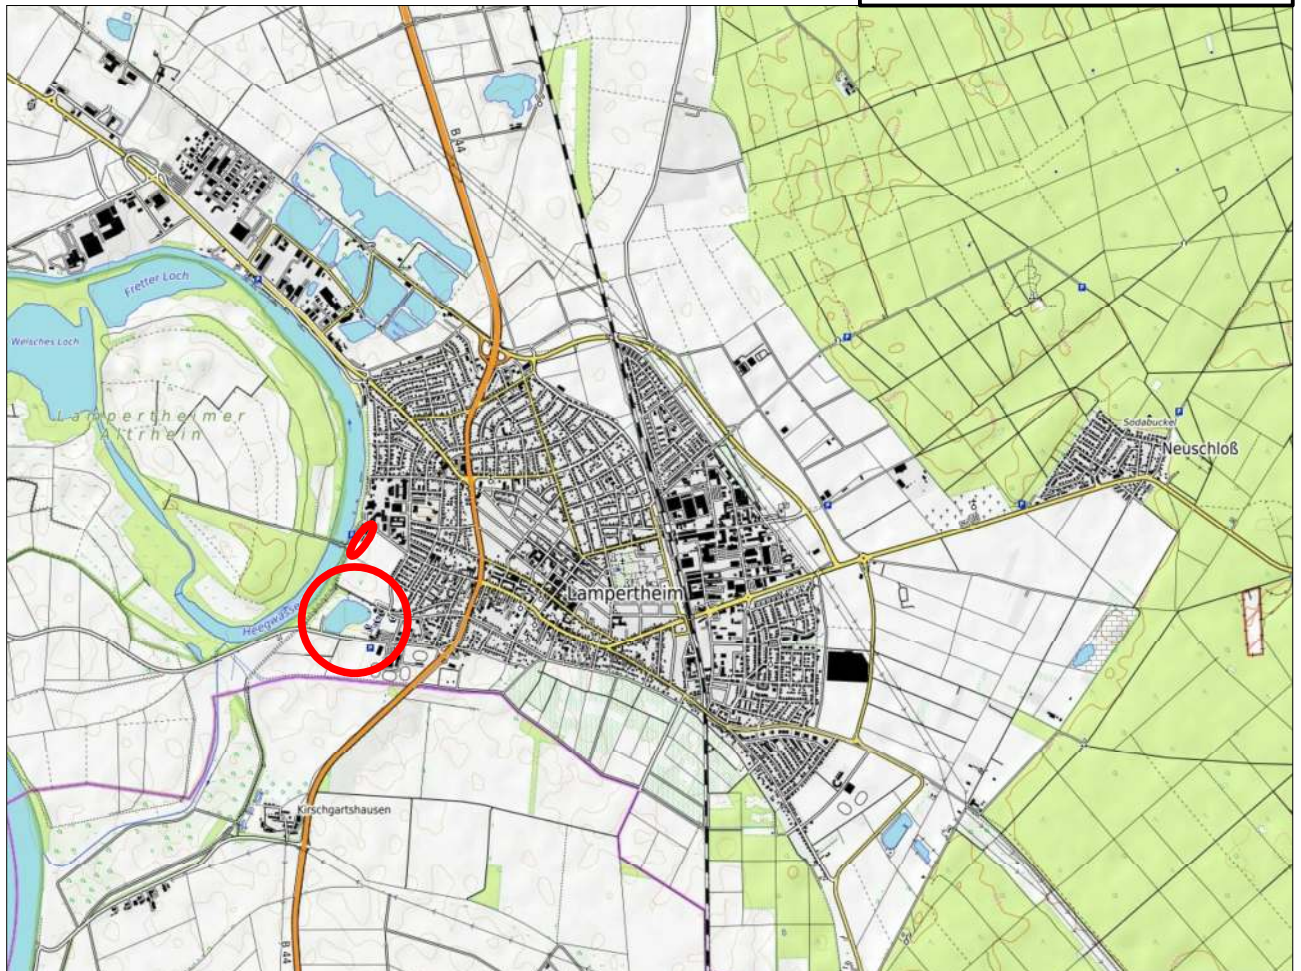 B 44
Fretter Loch
Welsches Loch
Lampertheimer
Altrhein
Sodabuckel
Neuschloß
Lampertheim
Heegwasser
Kirschgartshausen
B 44